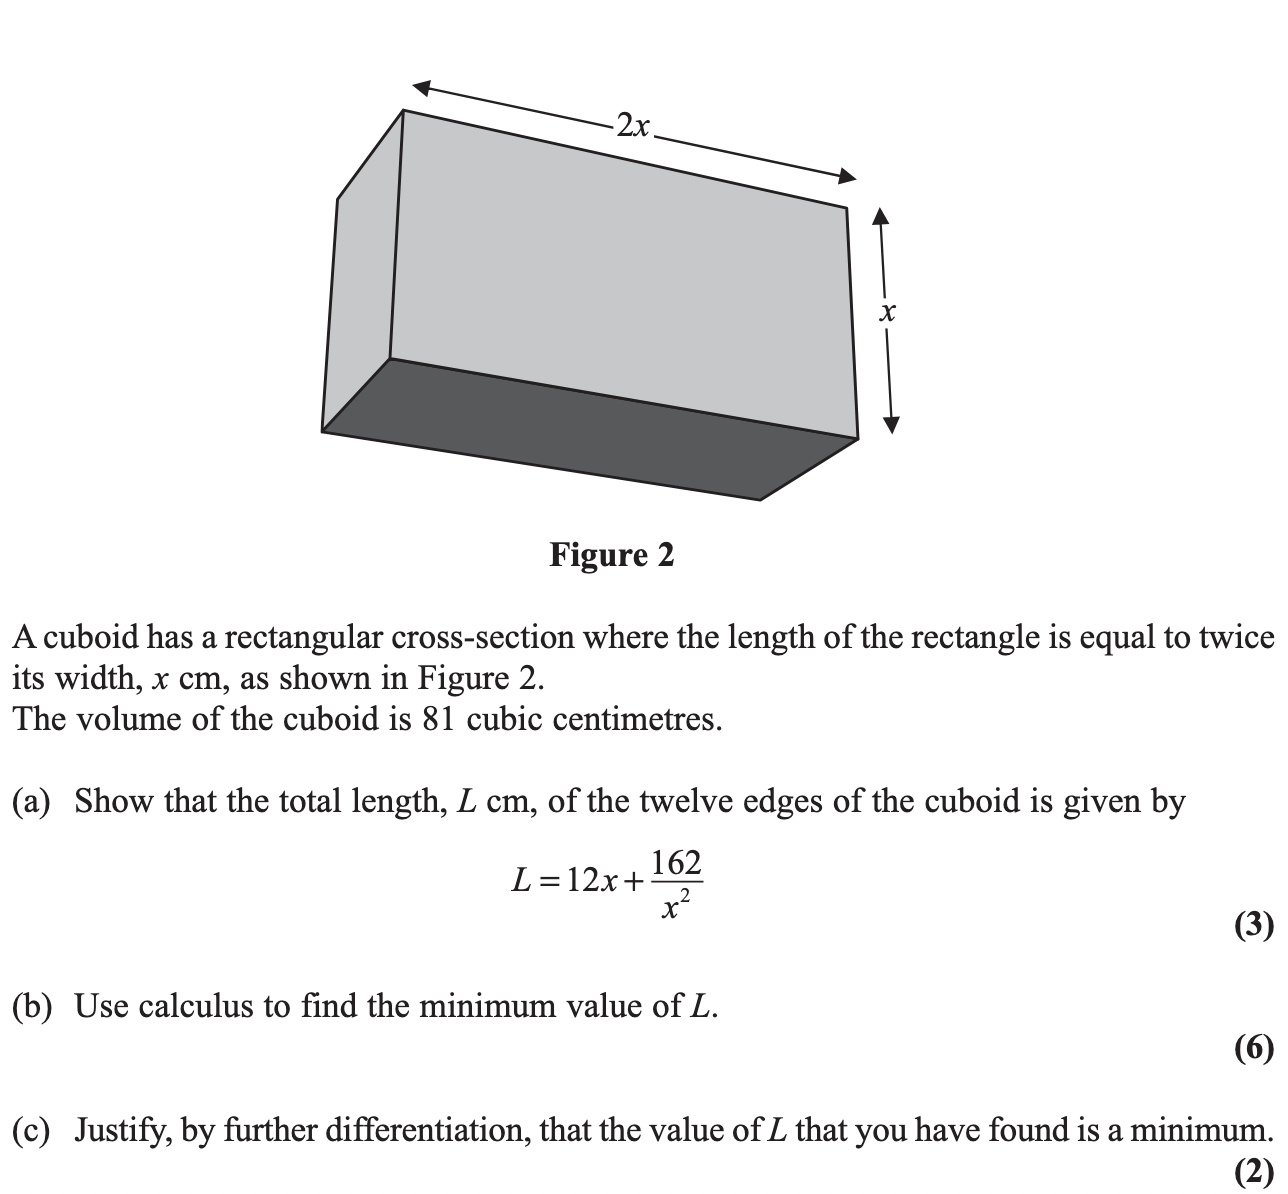 2x
x
Figure 2
A cuboid has a rectangular cross-section where the length of the rectangle is equal to twice
its width, x cm, as shown in Figure 2.
The volume of the cuboid is 81 cubic centimetres.
(a) Show that the total length, L cm, of the twelve edges of the cuboid is given by
L = 12x + 162/x²
(3)
(b) Use calculus to find the minimum value of L.
(6)
(c) Justify, by further differentiation, that the value of L that you have found is a minimum.
(2)